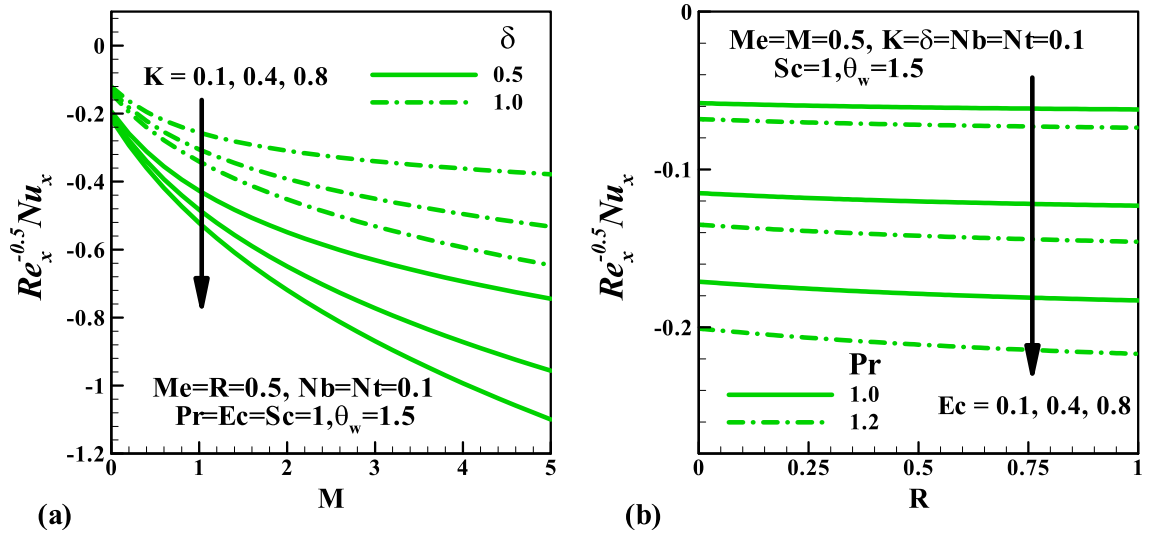 0
-0.2
-0.4
-0.6
-0.8
-1
-1.2
0
1
2
3
4
5
M
Re_x^{-0.5}Nu_x
K = 0.1, 0.4, 0.8
δ
0.5
1.0
Me=R=0.5, Nb=Nt=0.1
Pr=Ec=Sc=1,θ_w=1.5
(a)
0
-0.1
-0.2
0
0.25
0.5
0.75
1
R
Re_x^{-0.5}Nu_x
Me=M=0.5, K=δ=Nb=Nt=0.1
Sc=1,θ_w=1.5
Pr
1.0
1.2
Ec = 0.1, 0.4, 0.8
(b)